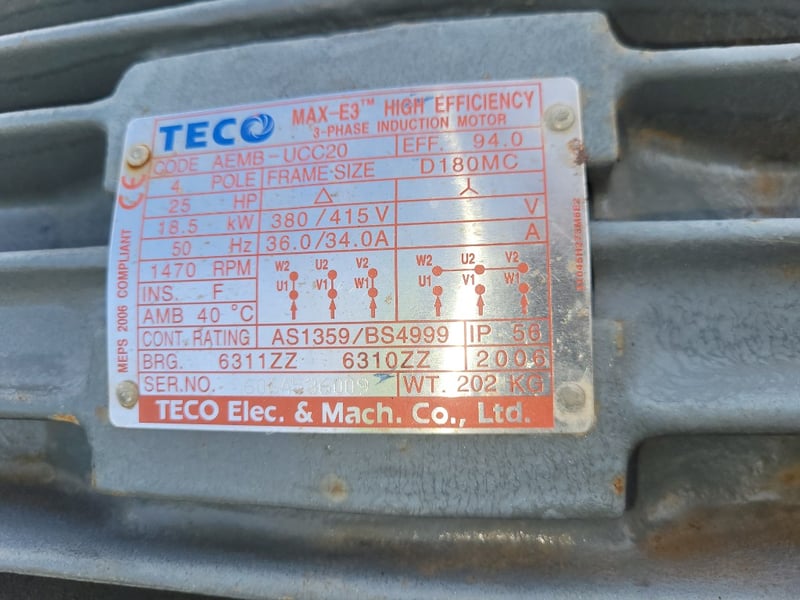 TECO MAX-E3™ HIGH EFFICIENCY
3-PHASE INDUCTION MOTOR
CODE AEMB-UCC20 EFF. 94.0
4 POLE FRAME SIZE D180MC
25 HP △ 人
18.5 kW 380/415V V
50 Hz 36.0/34.0A A
1470 RPM W2 U2 V2 W2 U2 V2
INS. F U1 V1 W1 U1 V1 W1
AMB 40 °C
CONT. RATING AS1359/BS4999 IP 56
BRG. 6311ZZ 6310ZZ 2006
SER.NO. WT. 202 KG
TECO Elec. & Mach. Co., Ltd.
CE
MEPS 2006 COMPLIANT